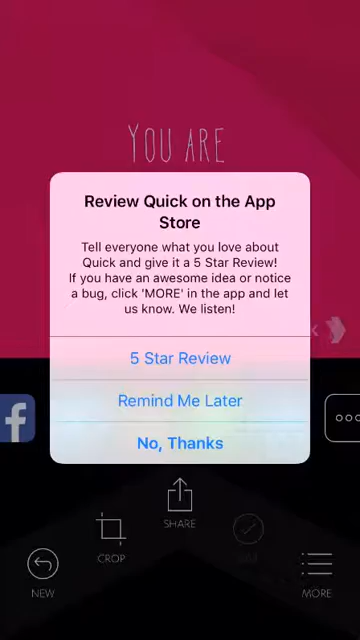 YOU ARE
Review Quick on the App
Store
Tell everyone what you love about
Quick and give it a 5 Star Review!
If you have an awesome idea or notice
a bug, click 'MORE' in the app and let
us know. We listen!
5 Star Review
Remind Me Later
No, Thanks
SHARE
CROP
NEW
MORE